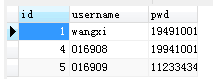 id username pwd
1 wangxi 19491001
4 016908 19941001
5 016909 11233434